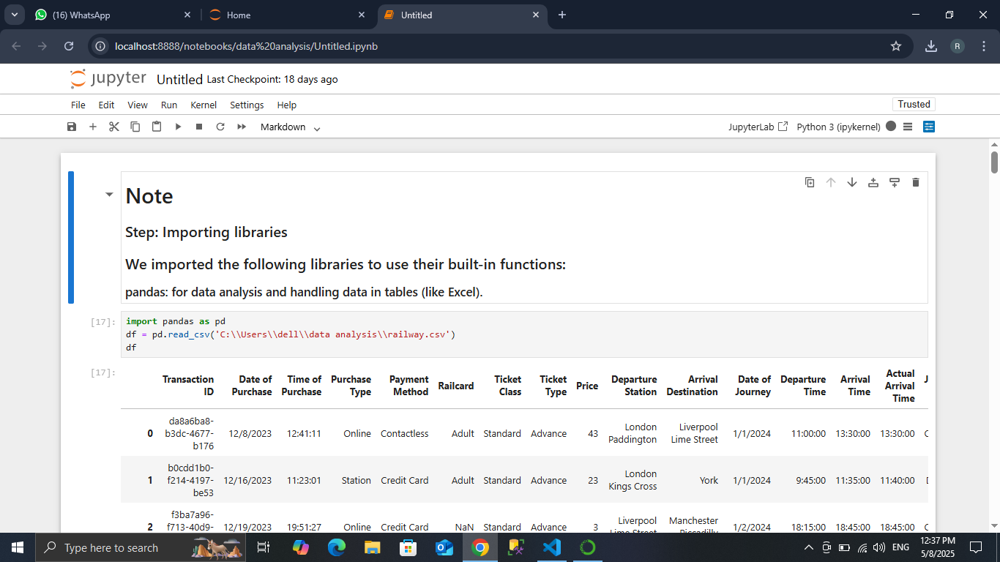 (16) WhatsApp
Home
Untitled
localhost:8888/notebooks/data%20analysis/Untitled.ipynb
R
jupyter Untitled Last Checkpoint: 18 days ago
File Edit View Run Kernel Settings Help
Trusted
Markdown
JupyterLab Python 3 (ipykernel)
Note
Step: Importing libraries
We imported the following libraries to use their built-in functions:
pandas: for data analysis and handling data in tables (like Excel).
[17]: import pandas as pd
df = pd.read_csv('C:\\Users\\dell\\data analysis\\railway.csv')
df
[17]:
Transaction ID Date of Purchase Time of Purchase Purchase Type Payment Method Railcard Ticket Class Ticket Type Price Departure Station Arrival Destination Date of Journey Departure Time Arrival Time Actual Arrival Time J
0 da8a6ba8-b3dc-4677-b176 12/8/2023 12:41:11 Online Contactless Adult Standard Advance 43 London Paddington Liverpool Lime Street 1/1/2024 11:00:00 13:30:00 13:30:00
1 b0cdd1b0-f214-4197-be53 12/16/2023 11:23:01 Station Credit Card Adult Standard Advance 23 London Kings Cross York 1/1/2024 9:45:00 11:35:00 11:40:00
2 f3ba7a96-f713-40d9- 12/19/2023 19:51:27 Online Credit Card NaN Standard Advance 3 Liverpool Lime Street Manchester Piccadilly 1/2/2024 18:15:00 18:45:00 18:45:00
Type here to search
ENG
12:37 PM
5/8/2025